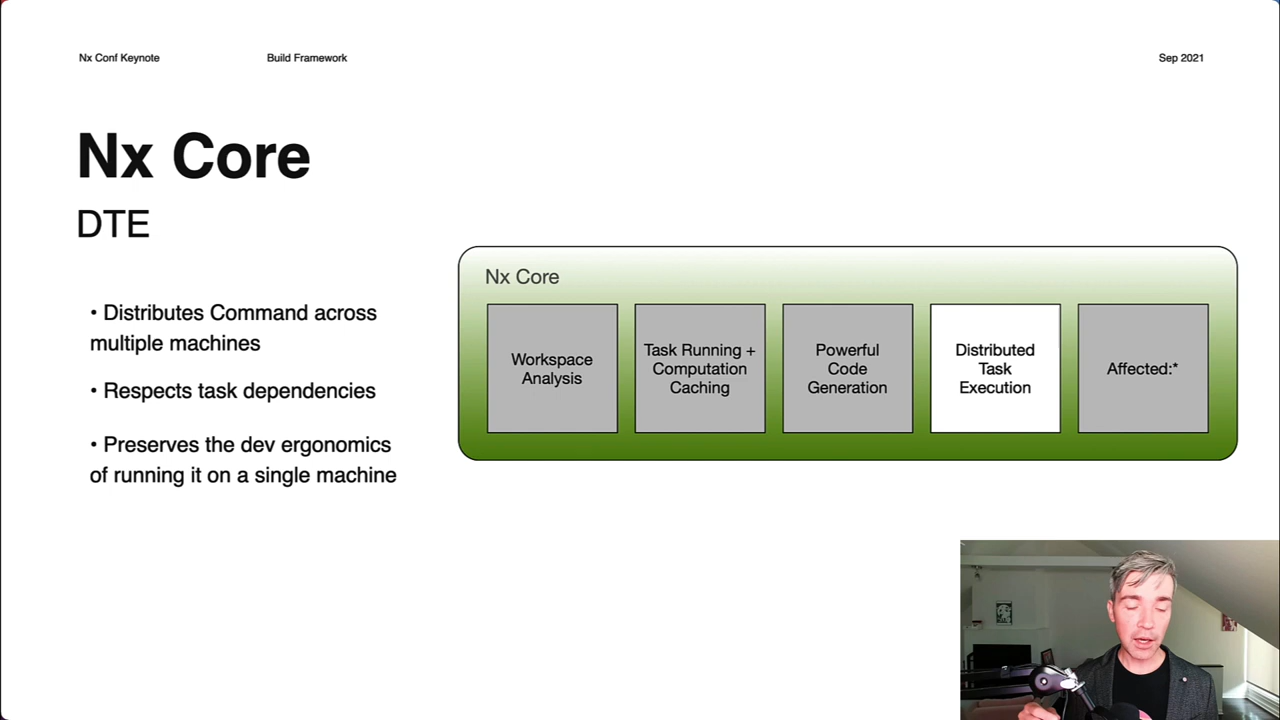 Nx Conf Keynote
Build Framework
Sep 2021
Nx Core
DTE
• Distributes Command across
multiple machines
• Respects task dependencies
• Preserves the dev ergonomics
of running it on a single machine
Nx Core
Workspace
Analysis
Task Running +
Computation
Caching
Powerful
Code
Generation
Distributed
Task
Execution
Affected:*